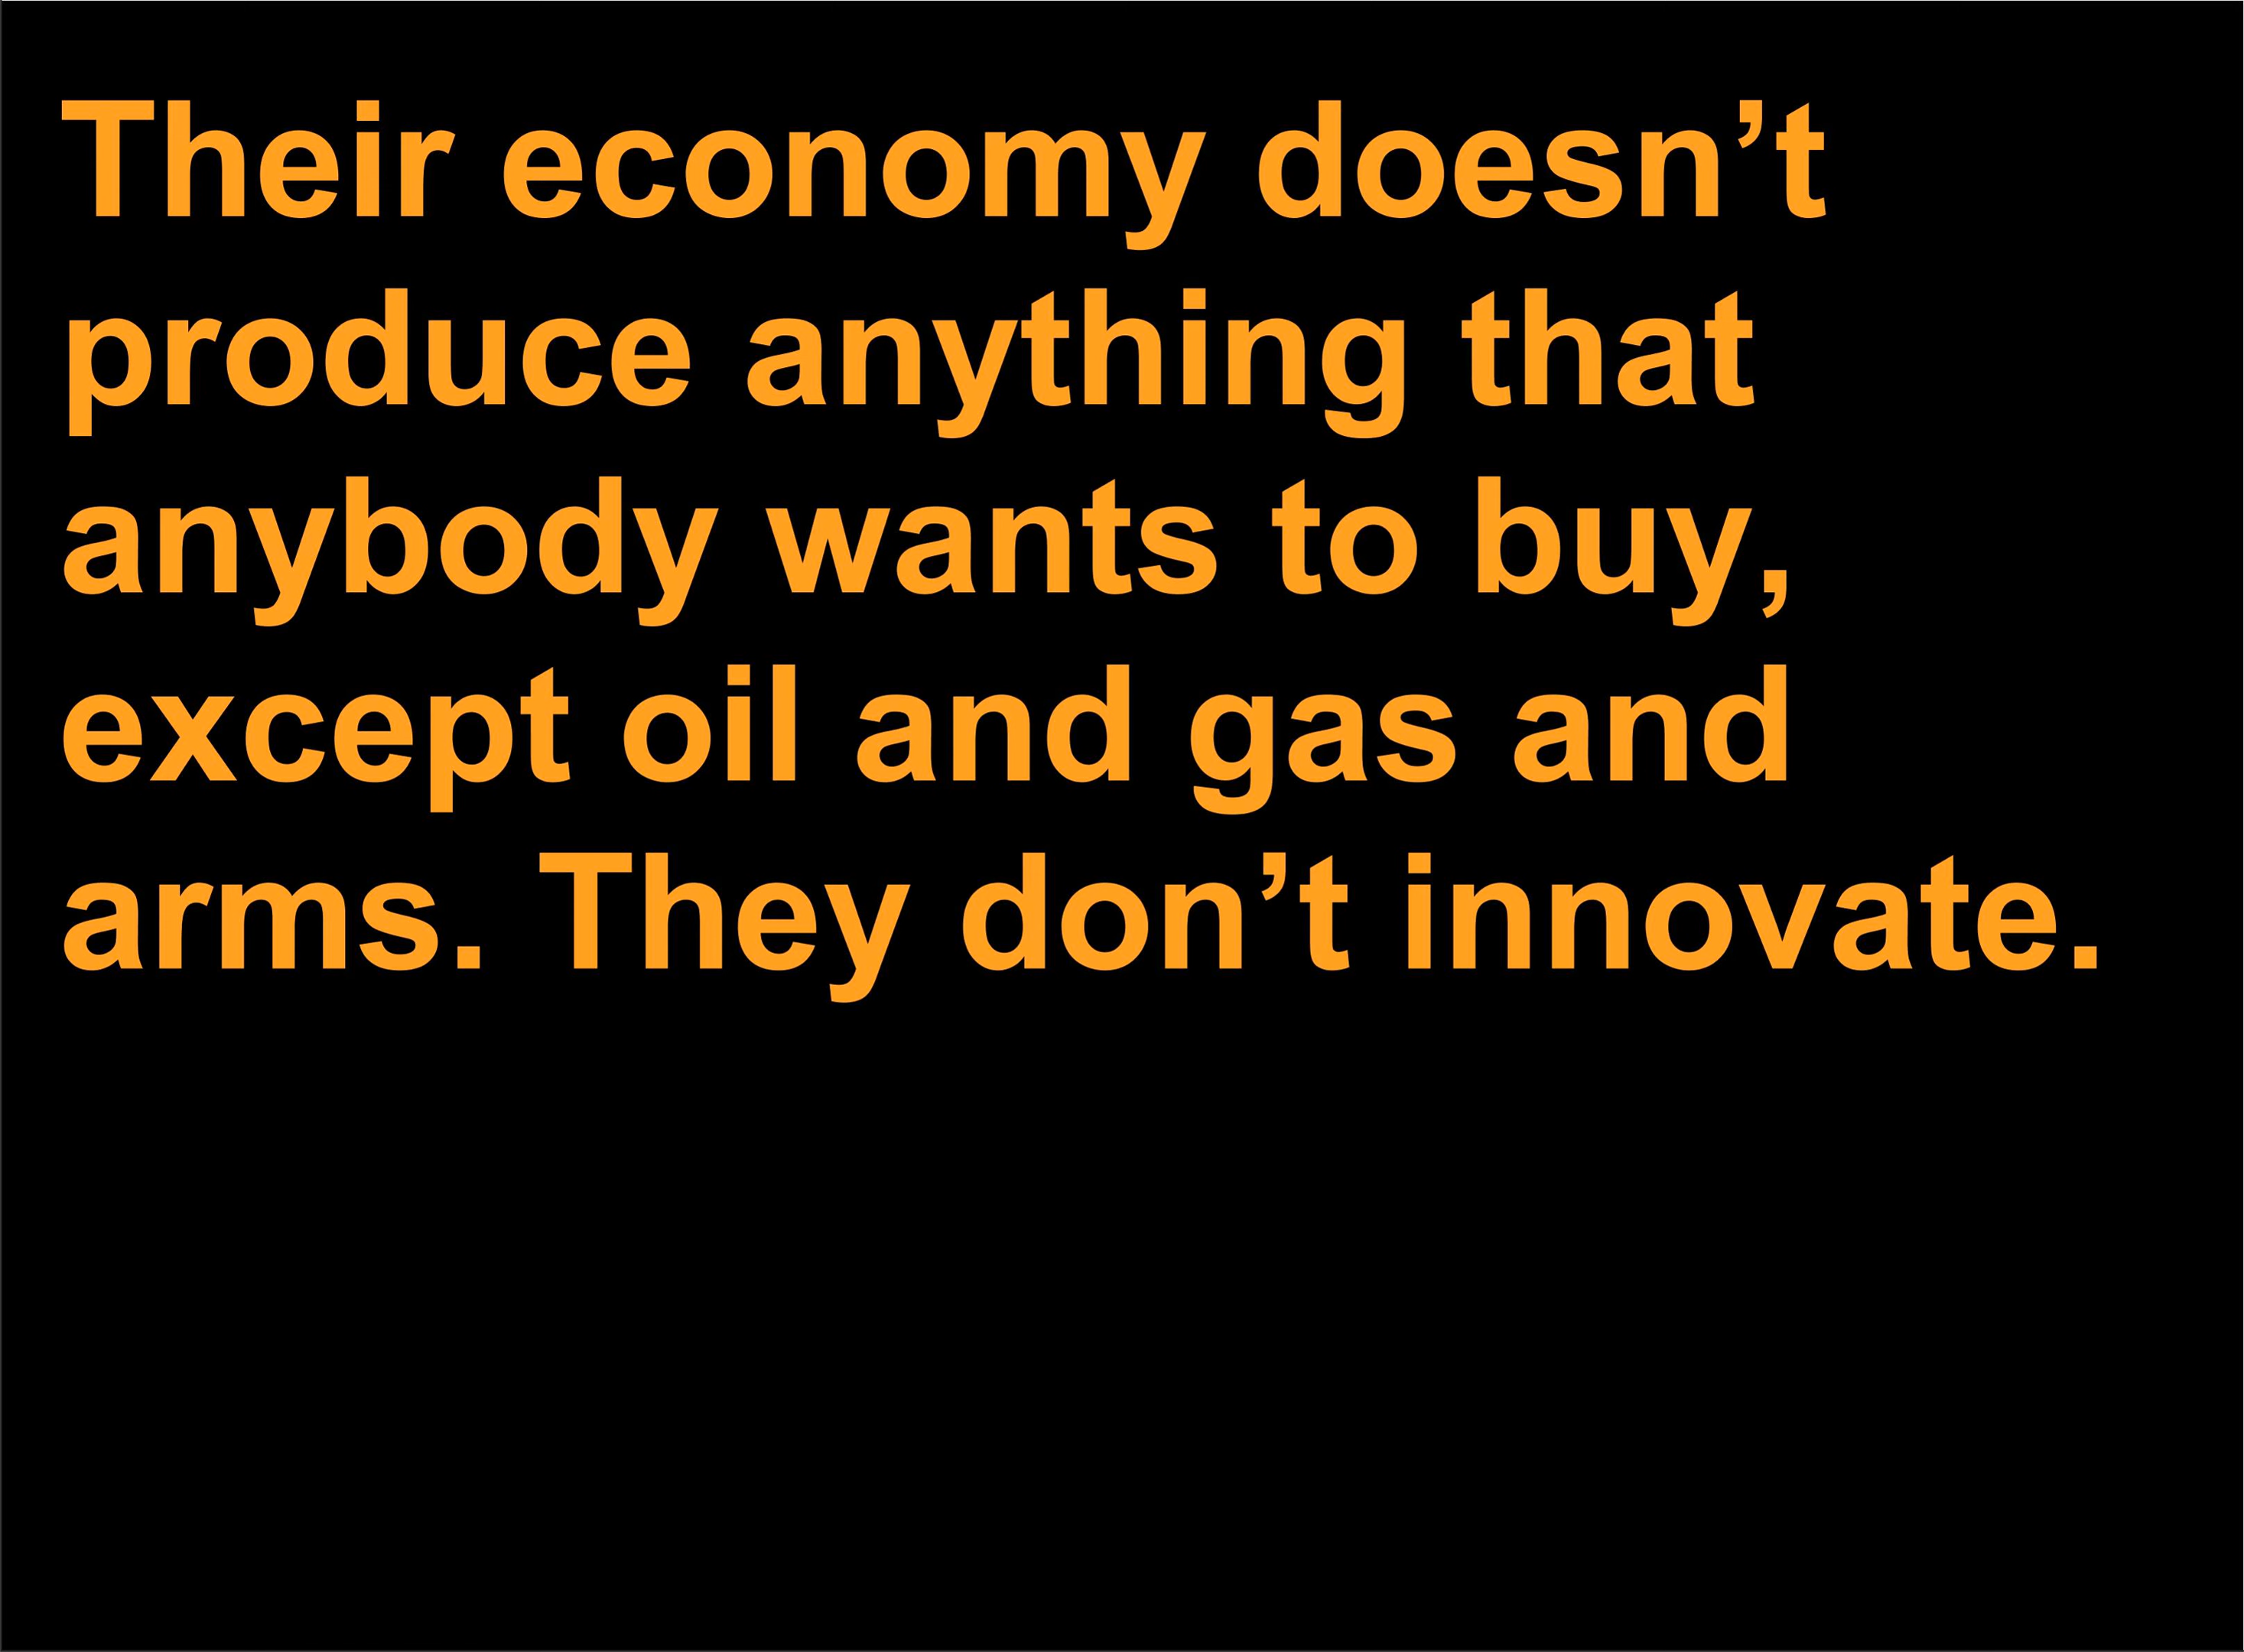 Their economy doesn’t
produce anything that
anybody wants to buy,
except oil and gas and
arms. They don’t innovate.